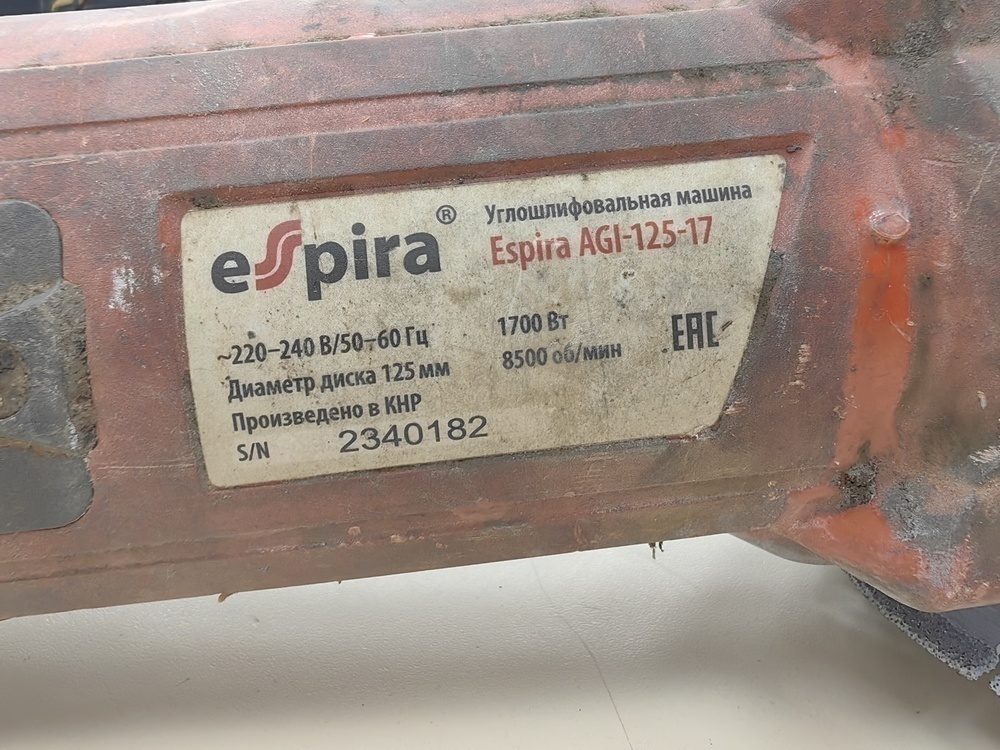 eSpira®
Углошлифовальная машина
Espira AGI-125-17
~220–240 В/50–60 Гц
1700 Вт
Диаметр диска 125 мм
8500 об/мин
EAC
Произведено в КНР
S/N 2340182